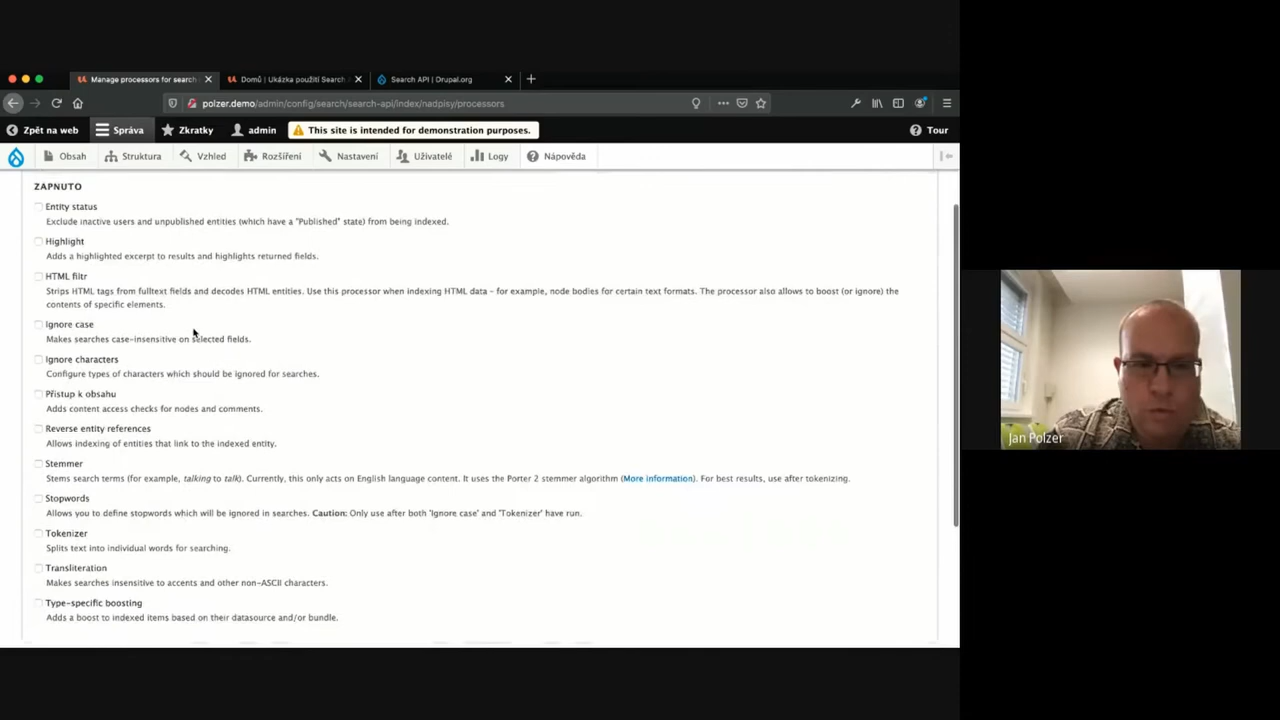 Manage processors for search-
Domů | Ukázka použití Search A
Search API | Drupal.org
polzer.demo/admin/config/search/search-api/index/nadpisy/processors
Zpět na web
Správa
Zkratky
admin
This site is intended for demonstration purposes.
Tour
Obsah
Struktura
Vzhled
Rozšíření
Nastavení
Uživatelé
Logy
Nápověda
ZAPNUTO
Entity status
Exclude inactive users and unpublished entities (which have a "Published" state) from being indexed.
Highlight
Adds a highlighted excerpt to results and highlights returned fields.
HTML filtr
Strips HTML tags from fulltext fields and decodes HTML entities. Use this processor when indexing HTML data – for example, node bodies for certain text formats. The processor also allows to boost (or ignore) the
contents of specific elements.
Ignore case
Makes searches case-insensitive on selected fields.
Ignore characters
Configure types of characters which should be ignored for searches.
Přístup k obsahu
Adds content access checks for nodes and comments.
Reverse entity references
Allows indexing of entities that link to the indexed entity.
Stemmer
Stems search terms (for example, talking to talk). Currently, this only acts on English language content. It uses the Porter 2 stemmer algorithm (More information). For best results, use after tokenizing.
Stopwords
Allows you to define stopwords which will be ignored in searches. Caution: Only use after both 'Ignore case' and 'Tokenizer' have run.
Tokenizer
Splits text into individual words for searching.
Transliteration
Makes searches insensitive to accents and other non-ASCII characters.
Type-specific boosting
Adds a boost to indexed items based on their datasource and/or bundle.
Jan Polzer